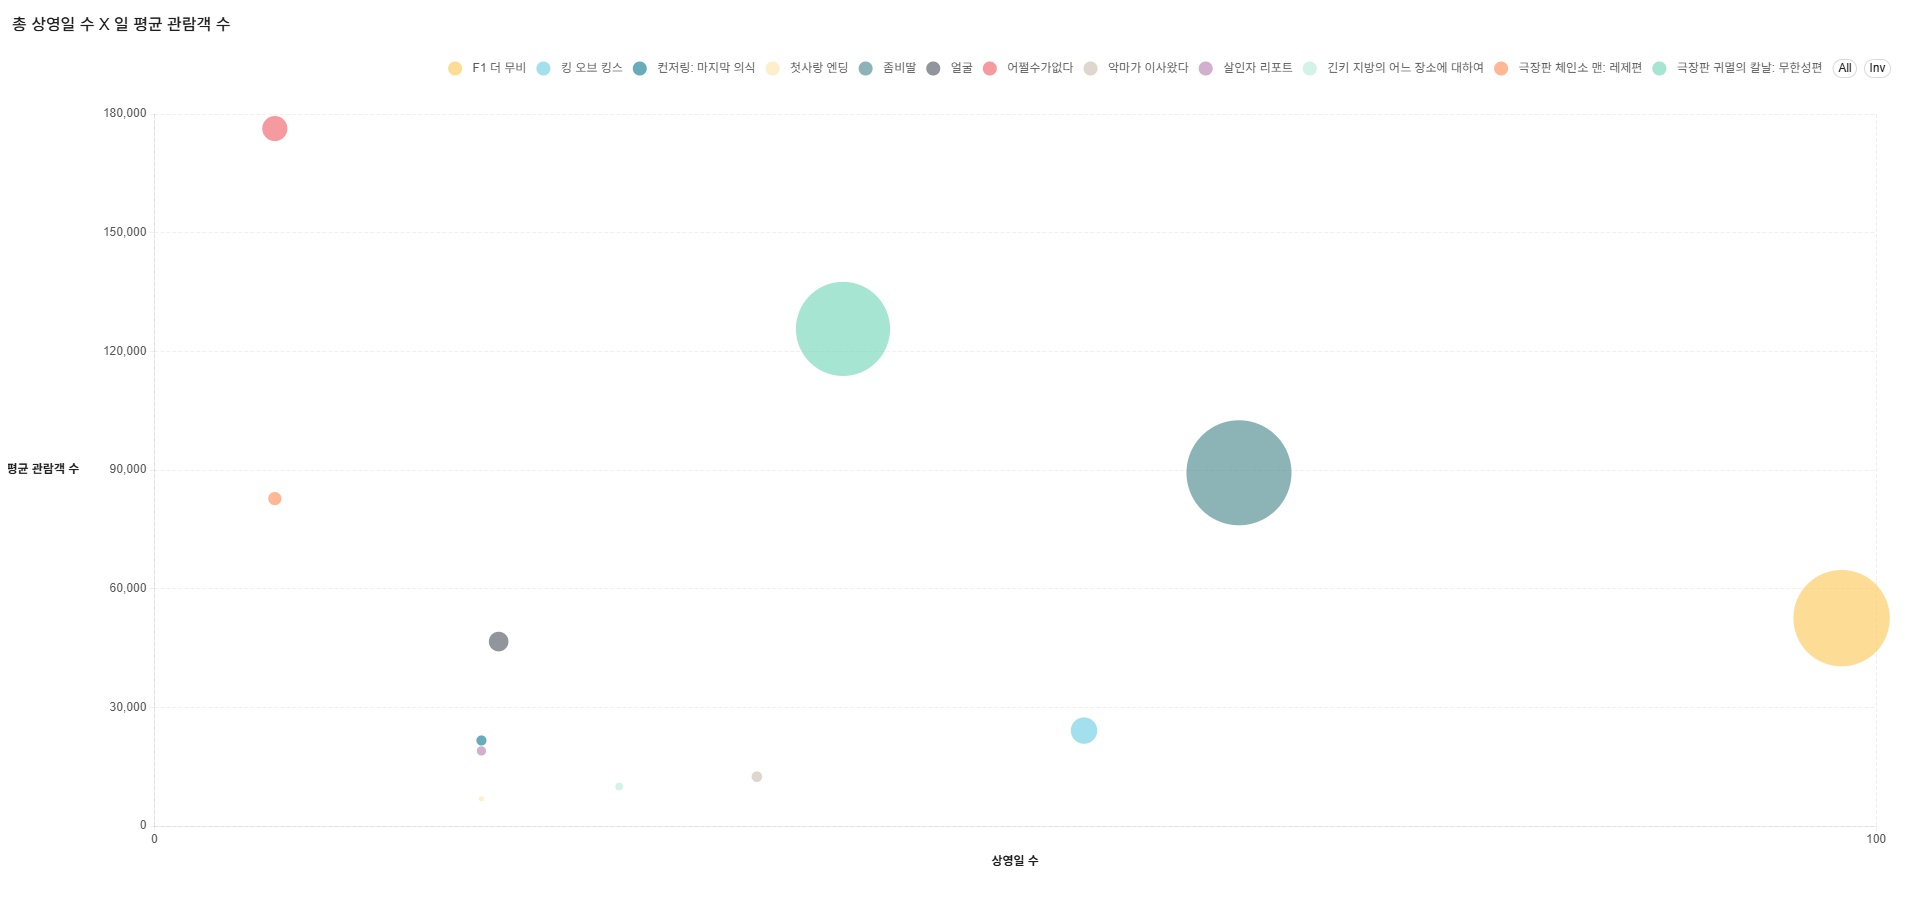 총 상영일 수 X 일 평균 관람객 수
F1 더 무비 킹 오브 킹스 컨저링: 마지막 의식 첫사랑 엔딩 좀비딸 얼굴 어쩔수가없다 악마가 이사왔다 살인자 리포트 긴키 지방의 어느 장소에 대하여 극장판 체인소 맨: 레제편 극장판 귀멸의 칼날: 무한성편 All Inv
180,000
150,000
120,000
평균 관람객 수 90,000
60,000
30,000
0
0 100
상영일 수